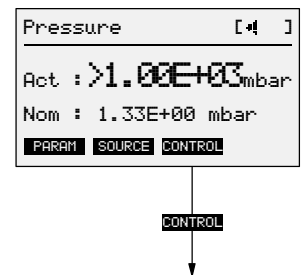 Pressure [ ]
Act : >1.00E+03mbar
Nom : 1.33E+00 mbar
PARAM SOURCE CONTROL
CONTROL